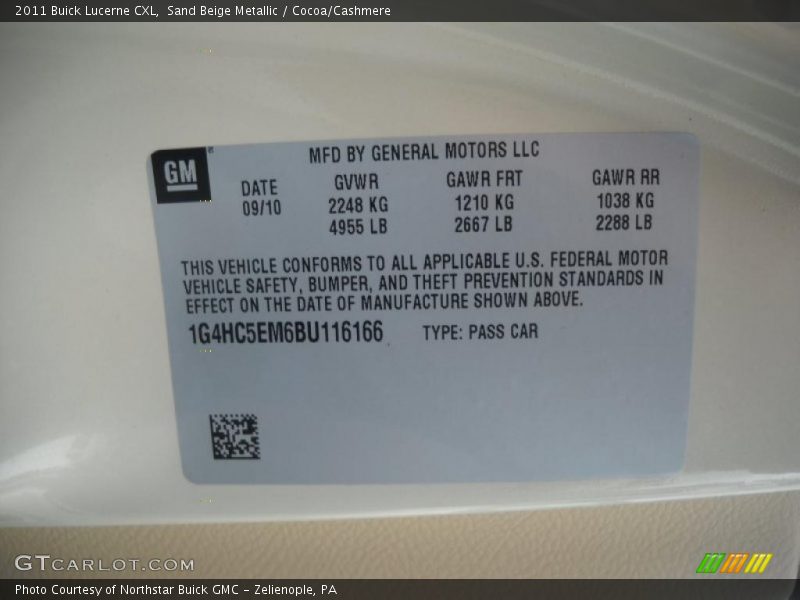 2011 Buick Lucerne CXL, Sand Beige Metallic / Cocoa/Cashmere
GM
MFD BY GENERAL MOTORS LLC
DATE GVWR GAWR FRT GAWR RR
09/10 2248 KG 1210 KG 1038 KG
4955 LB 2667 LB 2288 LB
THIS VEHICLE CONFORMS TO ALL APPLICABLE U.S. FEDERAL MOTOR
VEHICLE SAFETY, BUMPER, AND THEFT PREVENTION STANDARDS IN
EFFECT ON THE DATE OF MANUFACTURE SHOWN ABOVE.
1G4HC5EM6BU116166 TYPE: PASS CAR
GTCARLOT.COM
Photo Courtesy of Northstar Buick GMC - Zelienople, PA